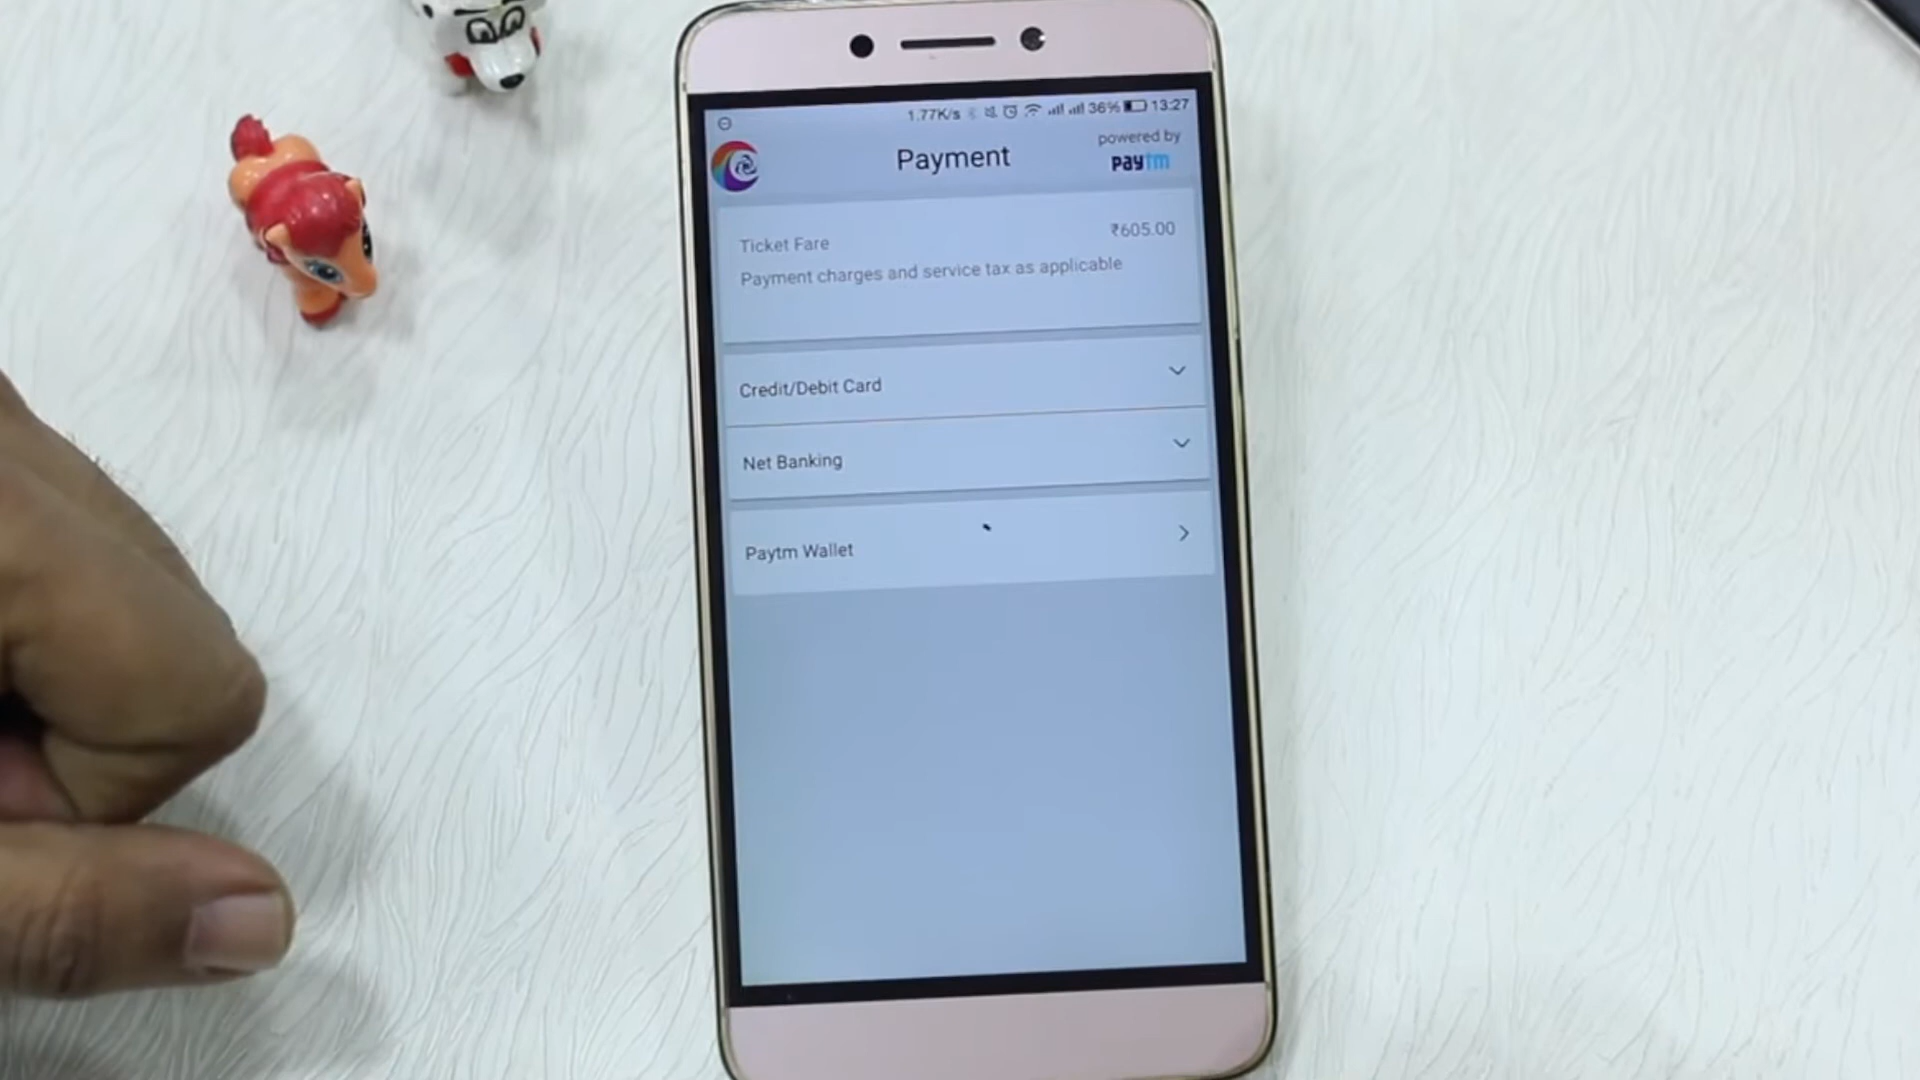 1.77K/s 36% 13:27
Payment
powered by
paytm
Ticket Fare ₹605.00
Payment charges and service tax as applicable
Credit/Debit Card
Net Banking
Paytm Wallet